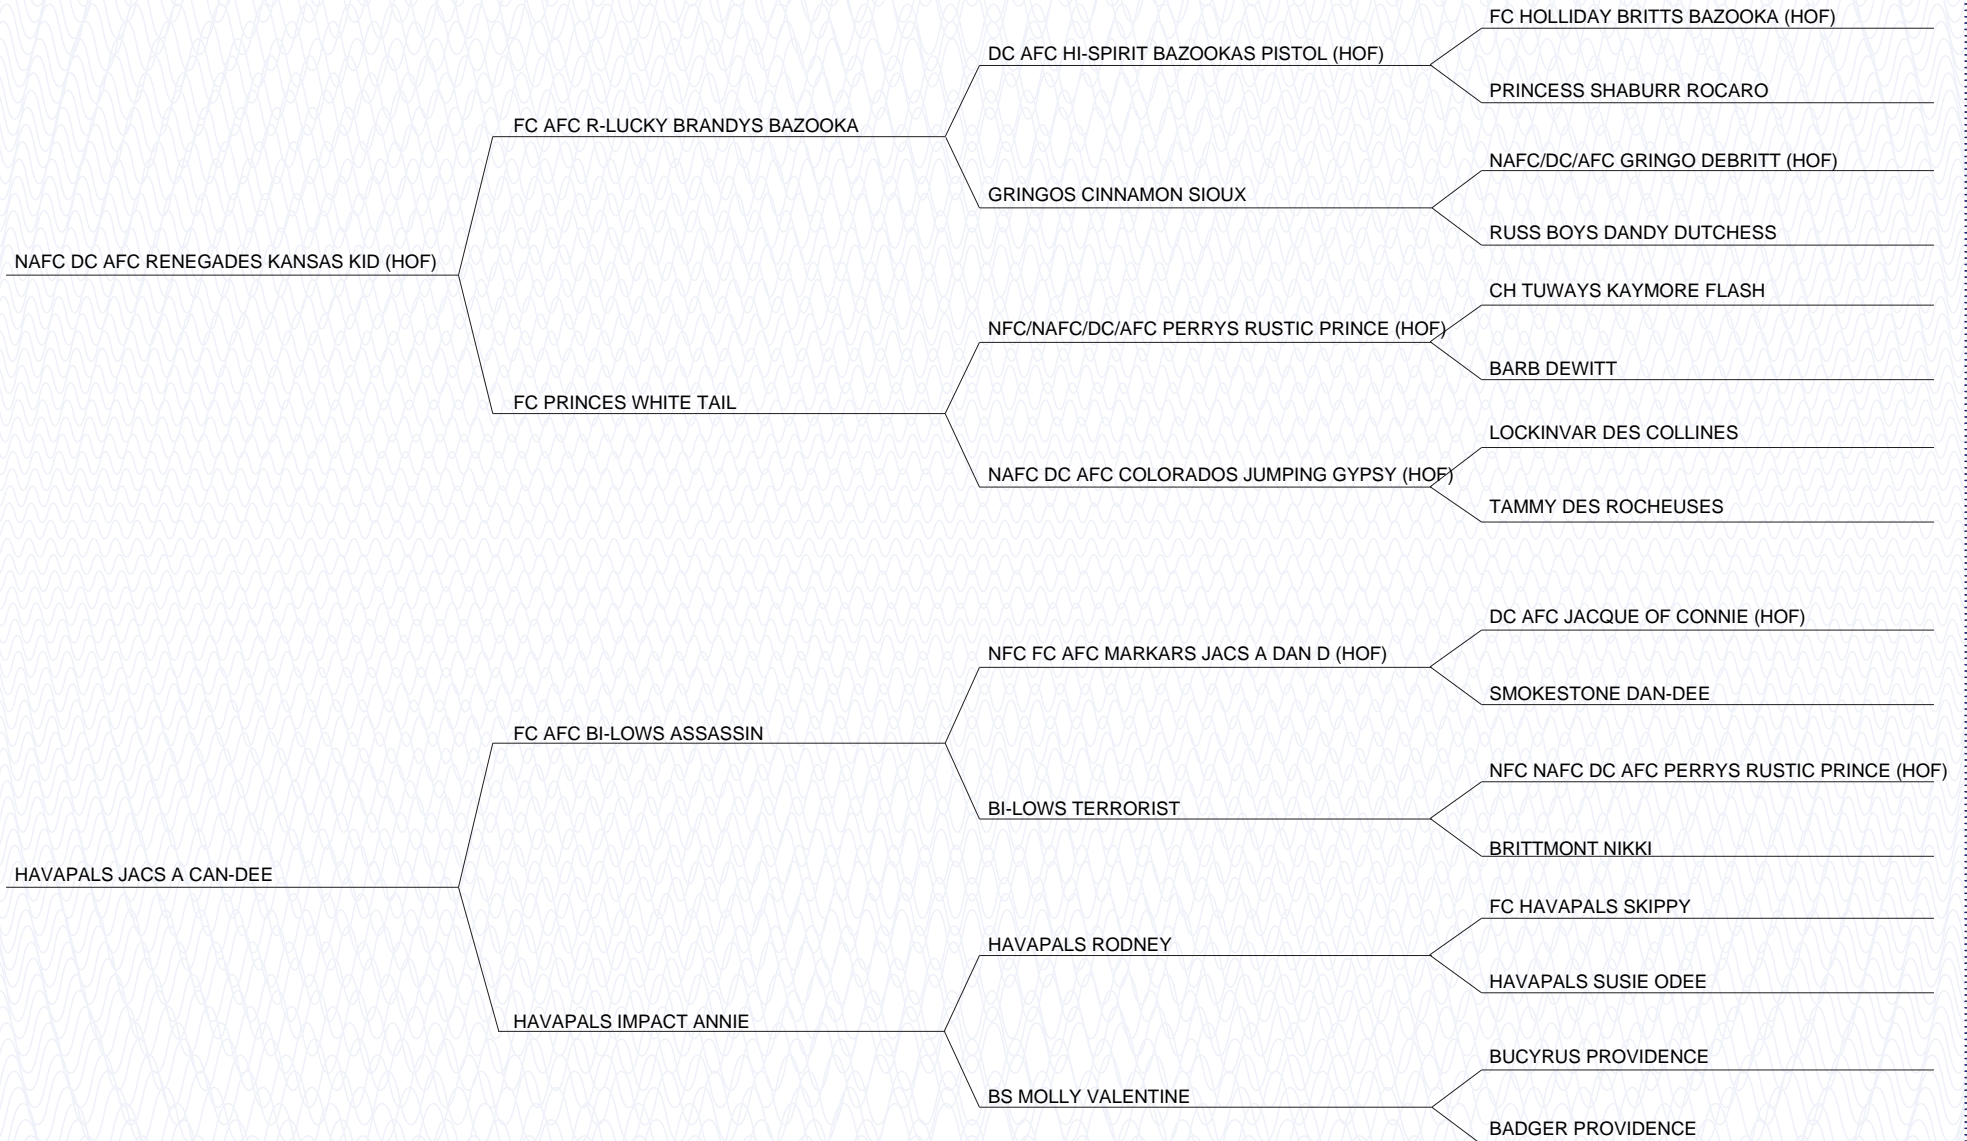 FC HOLLIDAY BRITTS BAZOOKA (HOF)
DC AFC HI-SPIRIT BAZOOKAS PISTOL (HOF)
PRINCESS SHABURR ROCARO
FC AFC R-LUCKY BRANDYS BAZOOKA
NAFC/DC/AFC GRINGO DEBRITT (HOF)
GRINGOS CINNAMON SIOUX
RUSS BOYS DANDY DUTCHESS
NAFC DC AFC RENEGADES KANSAS KID (HOF)
CH TUWAYS KAYMORE FLASH
NFC/NAFC/DC/AFC PERRYS RUSTIC PRINCE (HOF)
BARB DEWITT
FC PRINCES WHITE TAIL
LOCKINVAR DES COLLINES
NAFC DC AFC COLORADOS JUMPING GYPSY (HOF)
TAMMY DES ROCHEUSES
DC AFC JACQUE OF CONNIE (HOF)
NFC FC AFC MARKARS JACS A DAN D (HOF)
SMOKESTONE DAN-DEE
FC AFC BI-LOWS ASSASSIN
NFC NAFC DC AFC PERRYS RUSTIC PRINCE (HOF)
BI-LOWS TERRORIST
BRITTMONT NIKKI
HAVAPALS JACS A CAN-DEE
FC HAVAPALS SKIPPY
HAVAPALS RODNEY
HAVAPALS SUSIE ODEE
HAVAPALS IMPACT ANNIE
BUCYRUS PROVIDENCE
BS MOLLY VALENTINE
BADGER PROVIDENCE